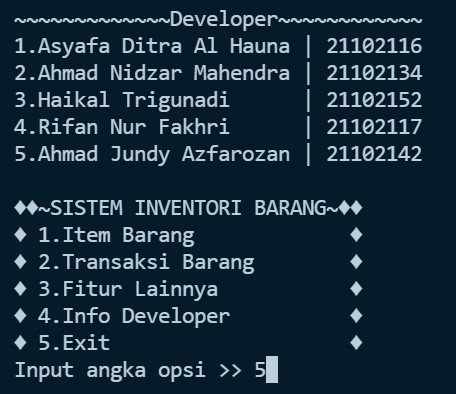 ~~~~~~~~~~~~~Developer~~~~~~~~~~~~
1.Asyafa Ditra Al Hauna | 21102116
2.Ahmad Nidzar Mahendra | 21102134
3.Haikal Trigunadi      | 21102152
4.Rifan Nur Fakhri      | 21102117
5.Ahmad Jundy Azfarozan | 21102142
♦♦~SISTEM INVENTORI BARANG~♦♦
♦ 1.Item Barang             ♦
♦ 2.Transaksi Barang        ♦
♦ 3.Fitur Lainnya           ♦
♦ 4.Info Developer          ♦
♦ 5.Exit                    ♦
Input angka opsi >> 5